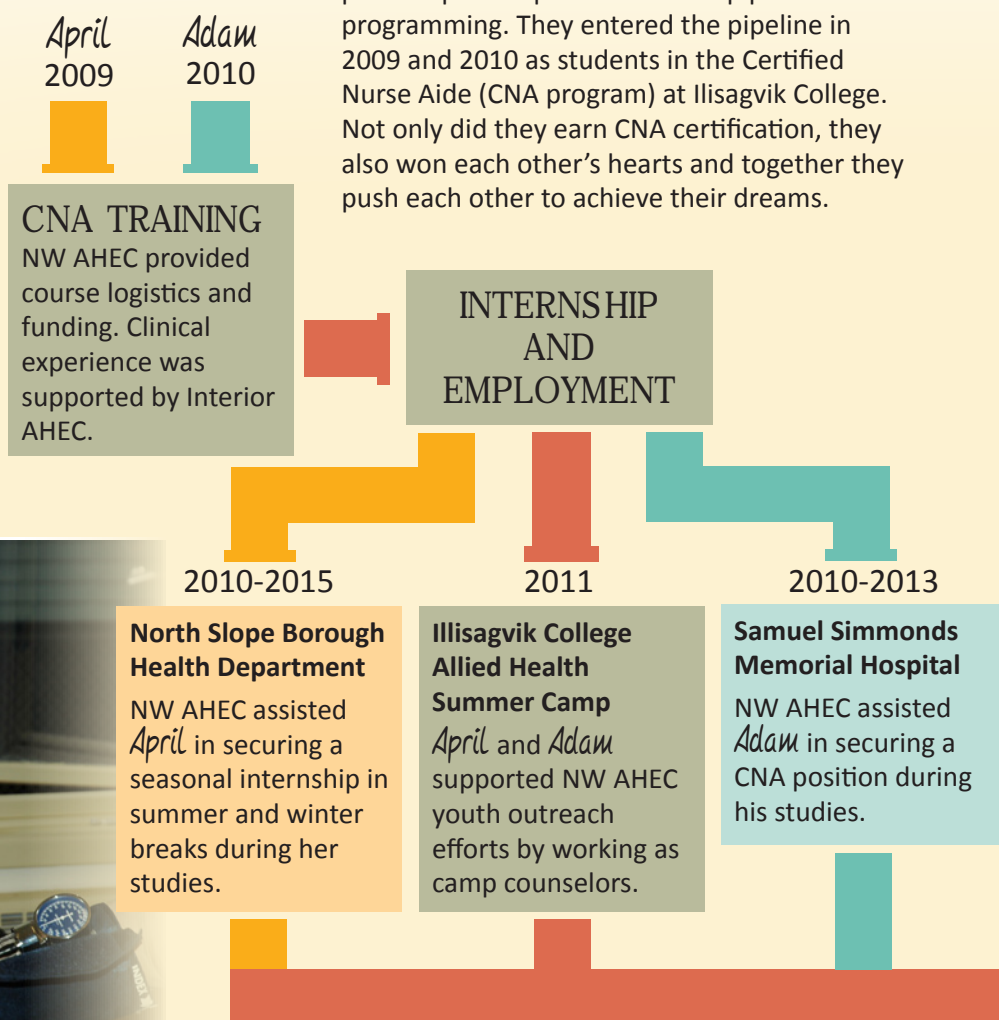 April
2009
Adam
2010
programming. They entered the pipeline in
2009 and 2010 as students in the Certified
Nurse Aide (CNA program) at Ilisagvik College.
Not only did they earn CNA certification, they
also won each other's hearts and together they
push each other to achieve their dreams.
CNA TRAINING
NW AHEC provided
course logistics and
funding. Clinical
experience was
supported by Interior
AHEC.
INTERNSHIP
AND
EMPLOYMENT
2010-2015
North Slope Borough
Health Department
NW AHEC assisted
April in securing a
seasonal internship in
summer and winter
breaks during her
studies.
2011
Illisagvik College
Allied Health
Summer Camp
April and Adam
supported NW AHEC
youth outreach
efforts by working as
camp counselors.
2010-2013
Samuel Simmonds
Memorial Hospital
NW AHEC assisted
Adam in securing a
CNA position during
his studies.